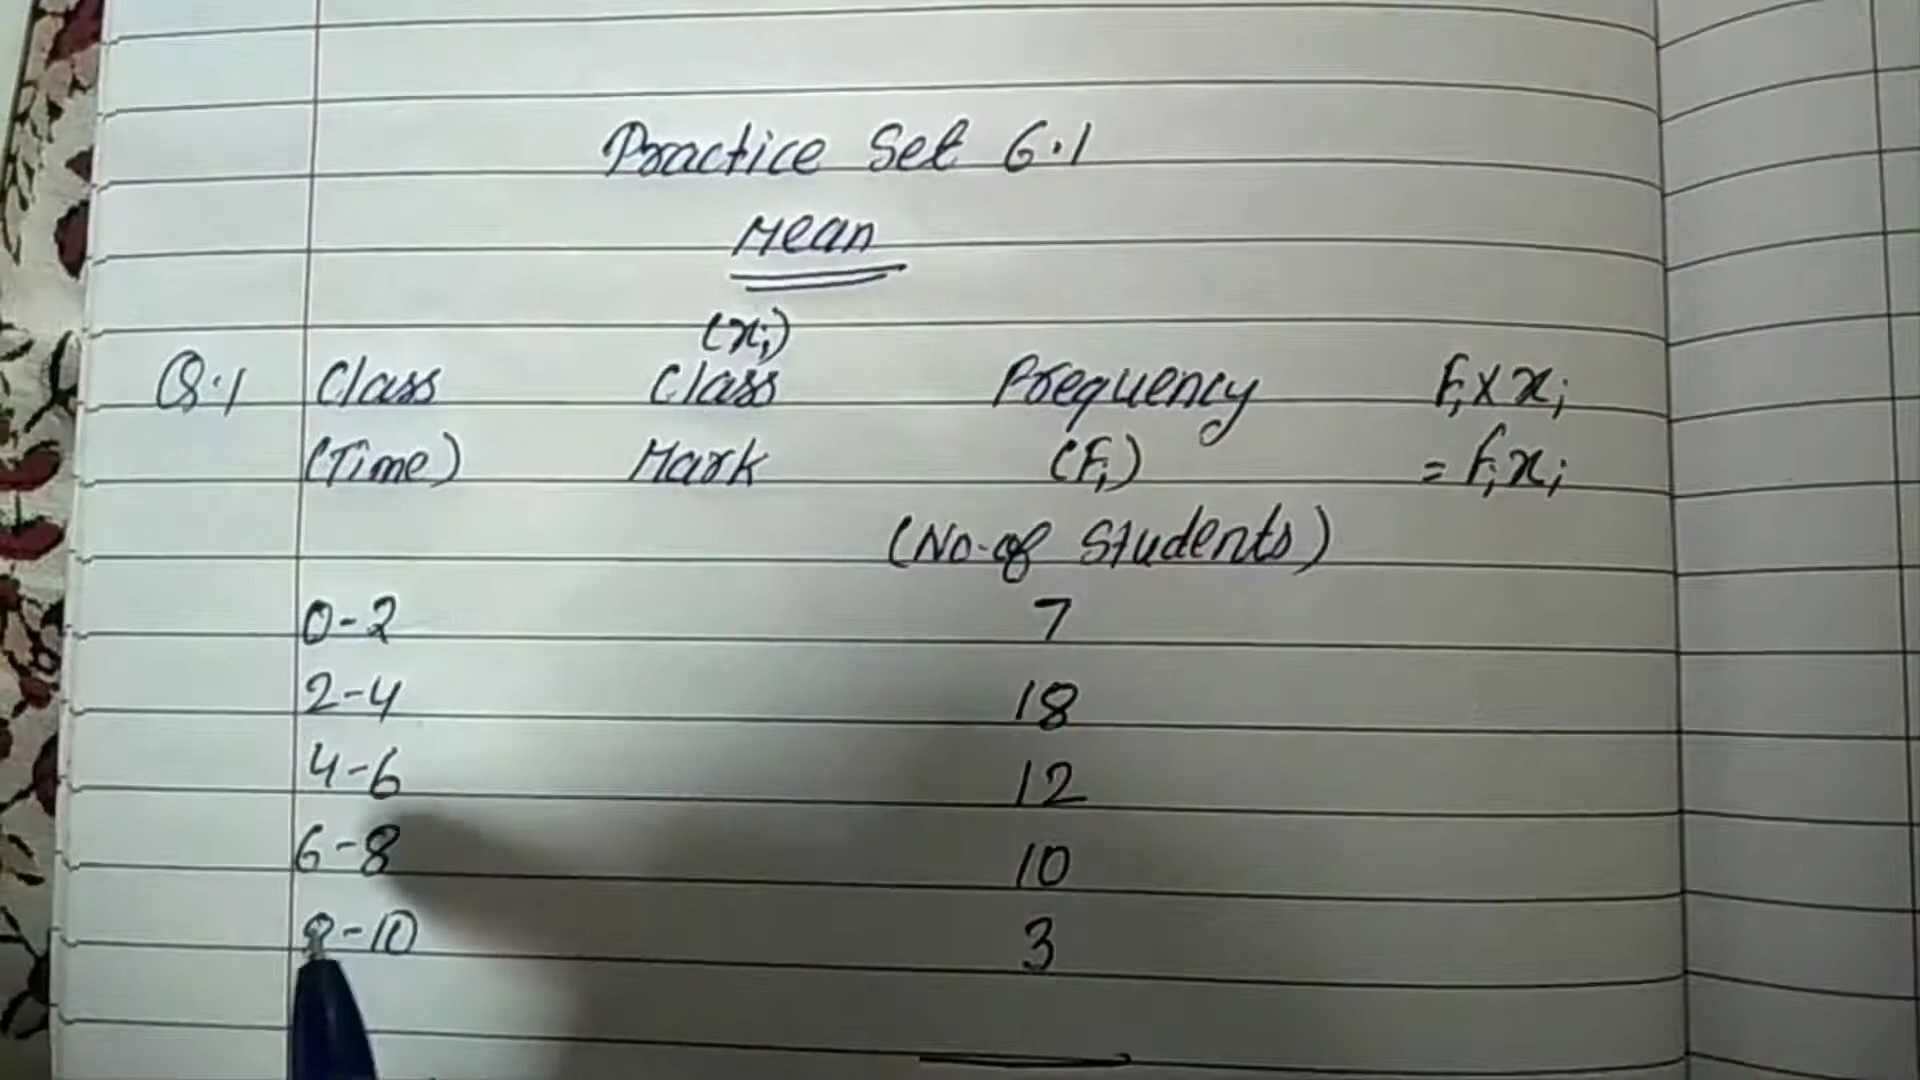 Practice Set 6.1
Mean
(xi)
Q.1 Class Class Frequency Fi X xi
(Time) Mark (Fi) = Fixi
(No. of Students)
0-2 7
2-4 18
4-6 12
6-8 10
8-10 3